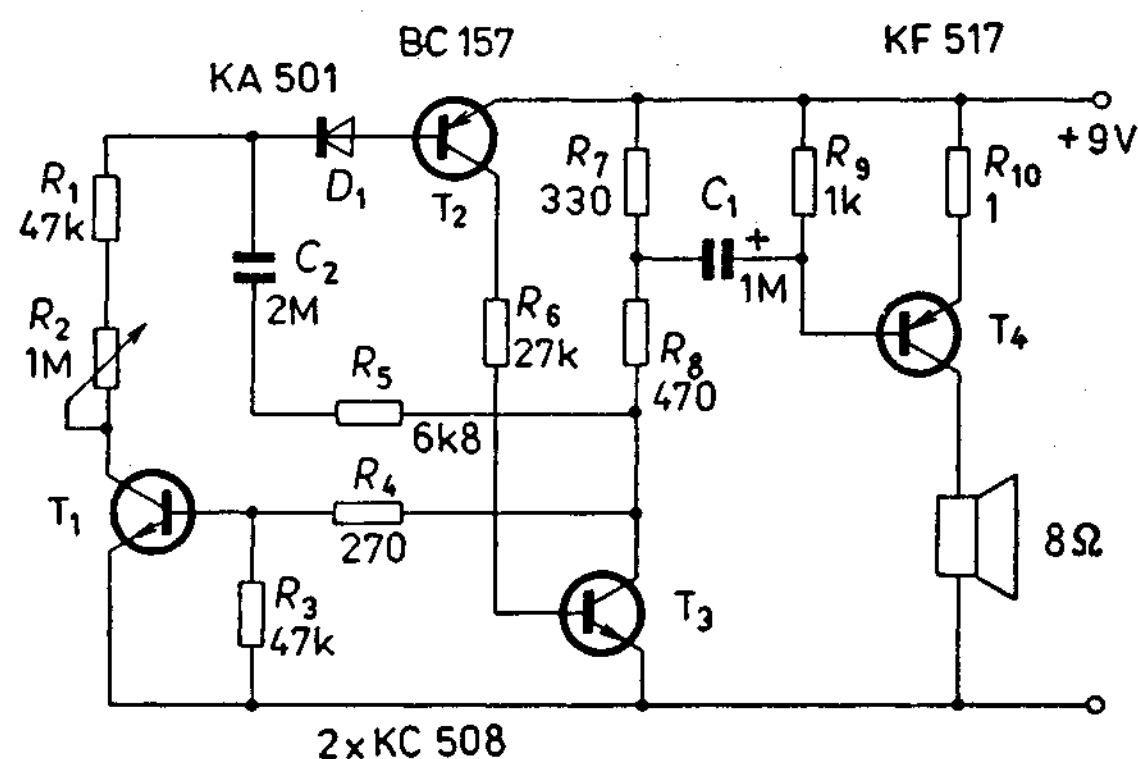 BC 157
KF 517
KA 501
+9V
R1
47k
D1
T2
R7
330
C1
+
1M
R9
1k
R10
1
C2
2M
R2
1M
R6
27k
R8
470
T4
R5
6k8
T1
R4
270
8Ω
R3
47k
T3
2x KC 508